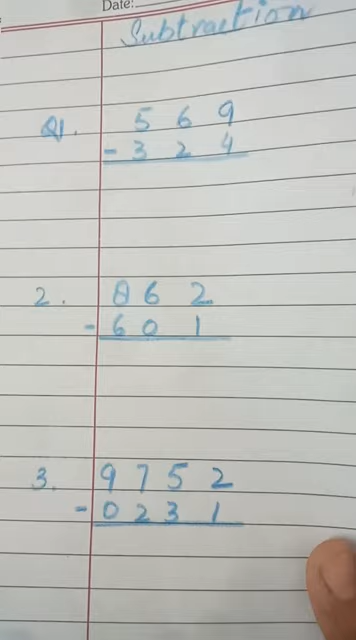 Date:
Subtraction
Q1. 5 6 9
- 3 2 4
2. 8 6 2
- 6 0 1
3. 9 7 5 2
- 0 2 3 1